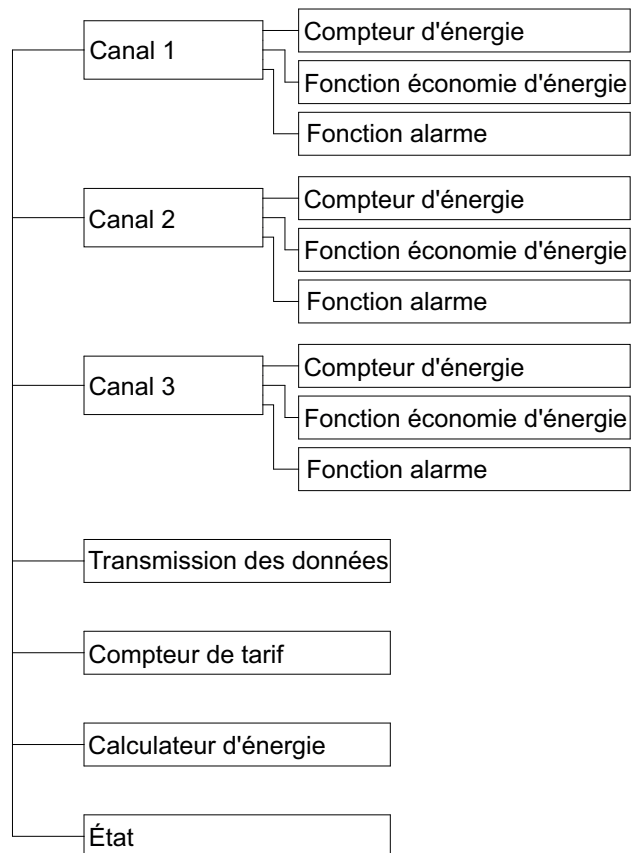 Canal 1
Compteur d'énergie
Fonction économie d'énergie
Fonction alarme
Canal 2
Compteur d'énergie
Fonction économie d'énergie
Fonction alarme
Canal 3
Compteur d'énergie
Fonction économie d'énergie
Fonction alarme
Transmission des données
Compteur de tarif
Calculateur d'énergie
État